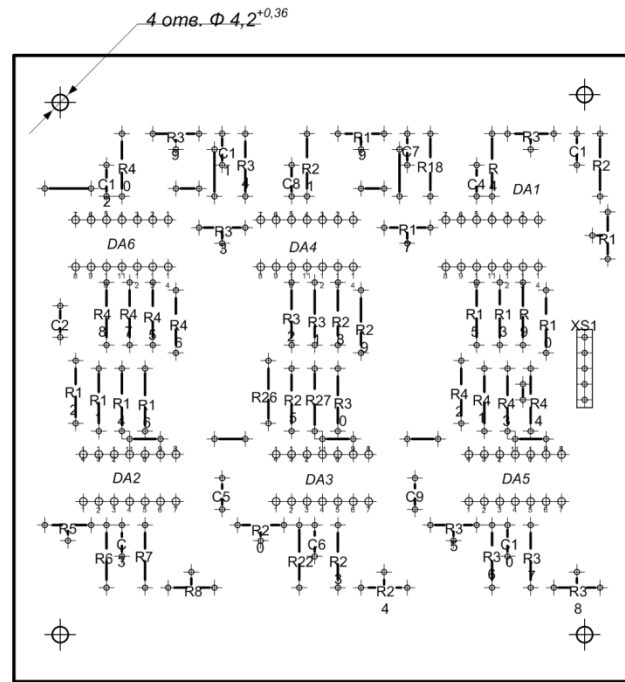 4 отв. Ф 4,2+0,36
R3 9
C1 1
R3 4
R1 9
C7
R18
R3
C1
R2
R4 0
C1 2
C8
R2 1
C4
R 4
DA1
R1
DA6
R3 3
DA4
R1 7
C2
R4 8
R4 7
R4 5
R4 6
R3 2
R3 1
R2 8
R2 9
R1 5
R1 3
R 9
R1 0
XS1
R1 2
R1 1
R1 4
R1 6
R26
R2 5
R27
R3 0
R4 2
R4 1
R4 3
R4 4
DA2
C5
DA3
C9
DA5
R5
R6
C 3
R7
R2 0
R22
C6
R2 3
R3 5
R3 6
C1 0
R3 7
R8
R2 4
R3 8